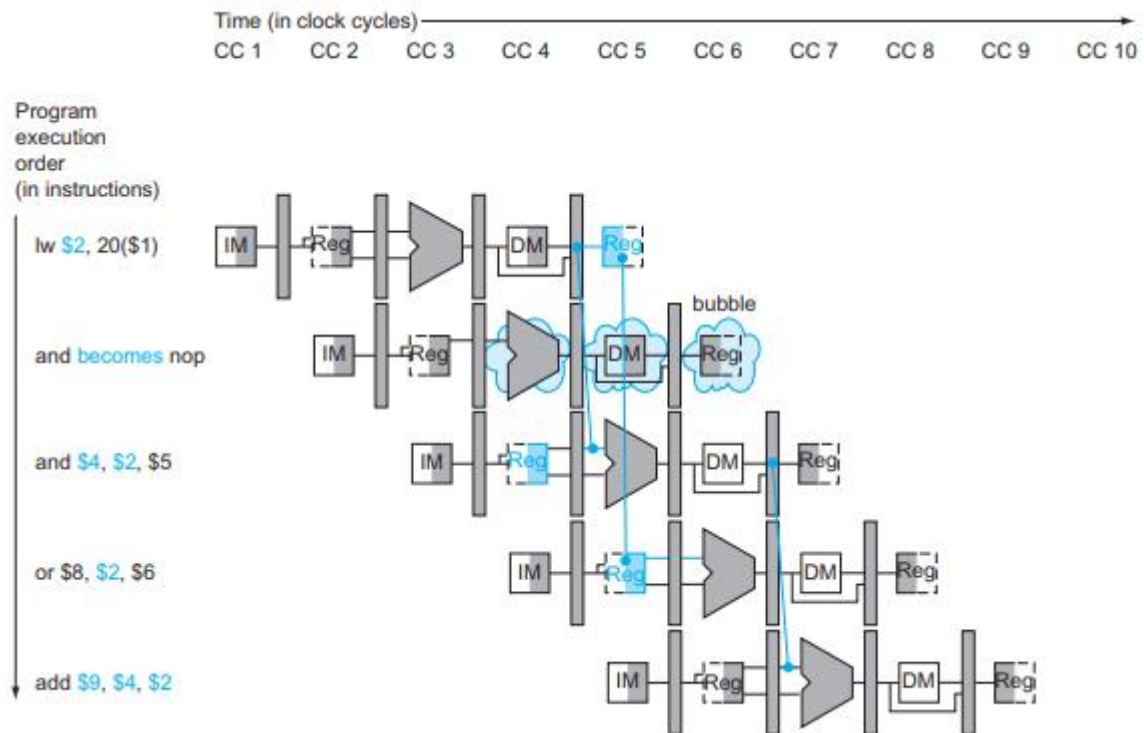 Time (in clock cycles)
CC 1 CC 2 CC 3 CC 4 CC 5 CC 6 CC 7 CC 8 CC 9 CC 10
Program
execution
order
(in instructions)
lw $2, 20($1)
IM Reg DM Reg
bubble
and becomes nop
IM Reg DM Reg
and $4, $2, $5
IM Reg DM Reg
or $8, $2, $6
IM Reg DM Reg
add $9, $4, $2
IM Reg DM Reg